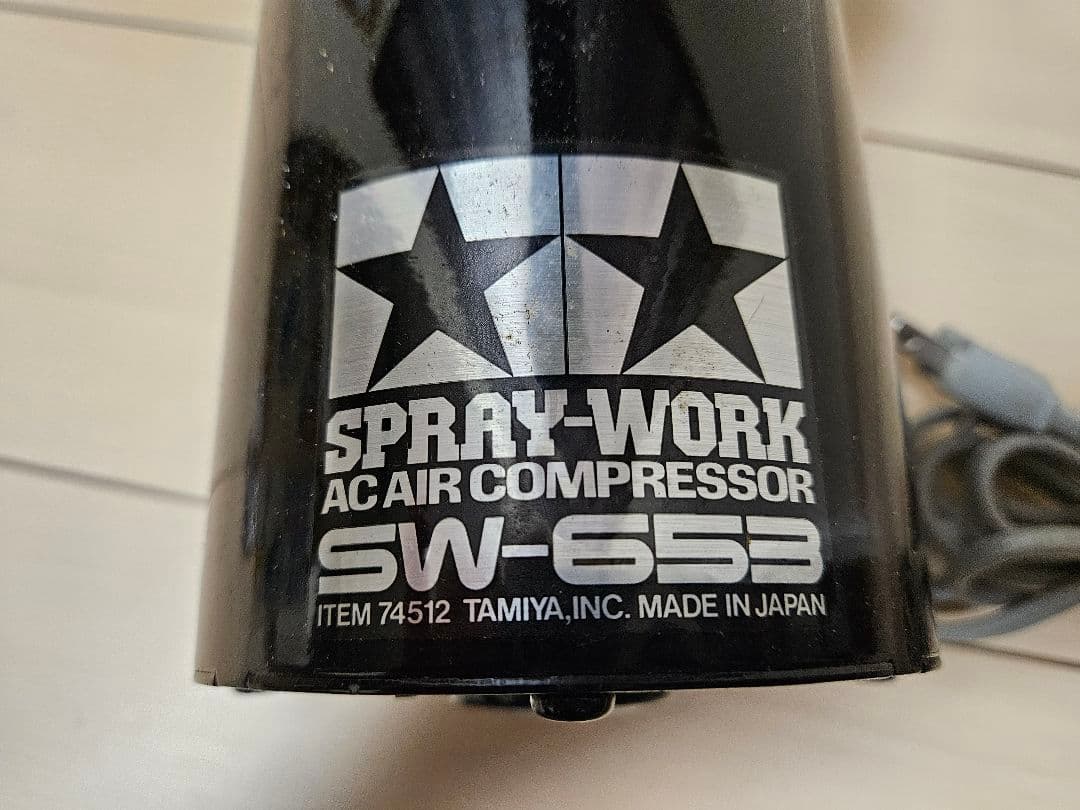 SPRAY-WORK
AC AIR COMPRESSOR
SW-653
ITEM 74512 TAMIYA,INC. MADE IN JAPAN